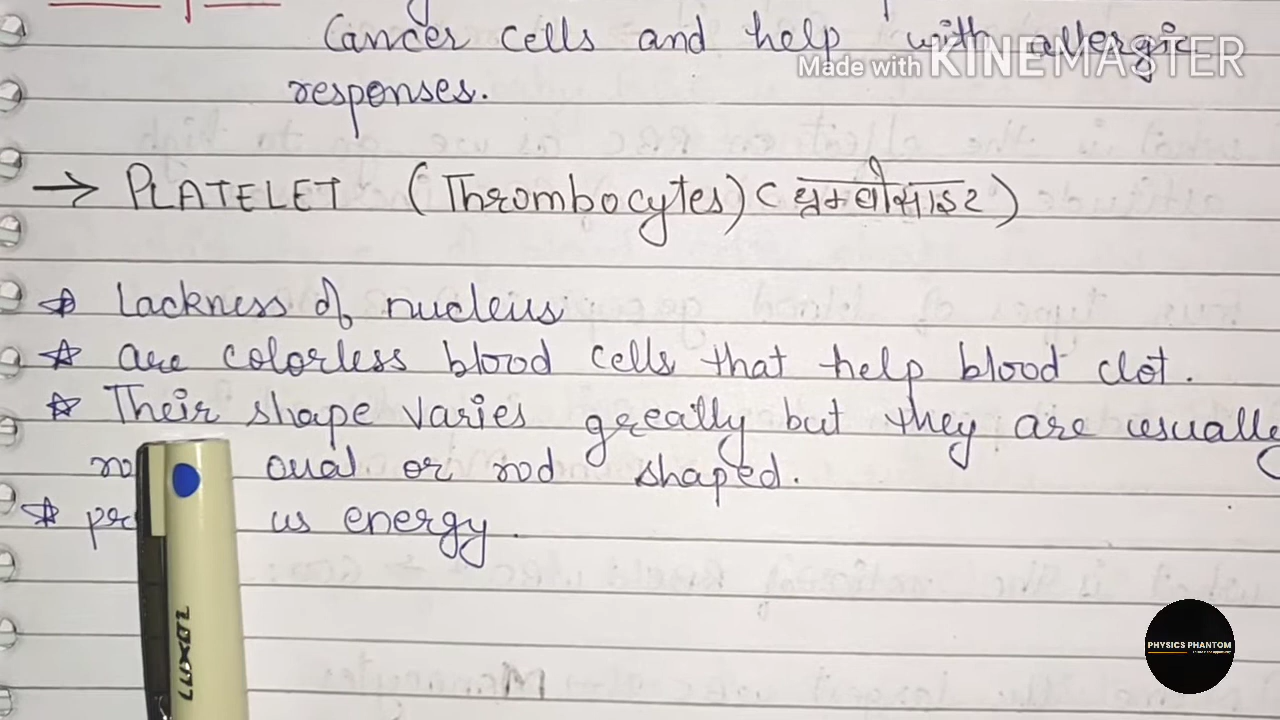 Cancer cells and help with allergic
Made with KINEMASTER
responses.
→ PLATELET (Thrombocytes) (थ्रम्बोसाइट)
☆ Lackness of nucleus
☆ are colorless blood cells that help blood clot.
☆ Their shape varies greatly but they are usually
oval or rod shaped.
☆ us energy.
LUXOR
PHYSICS PHANTOM